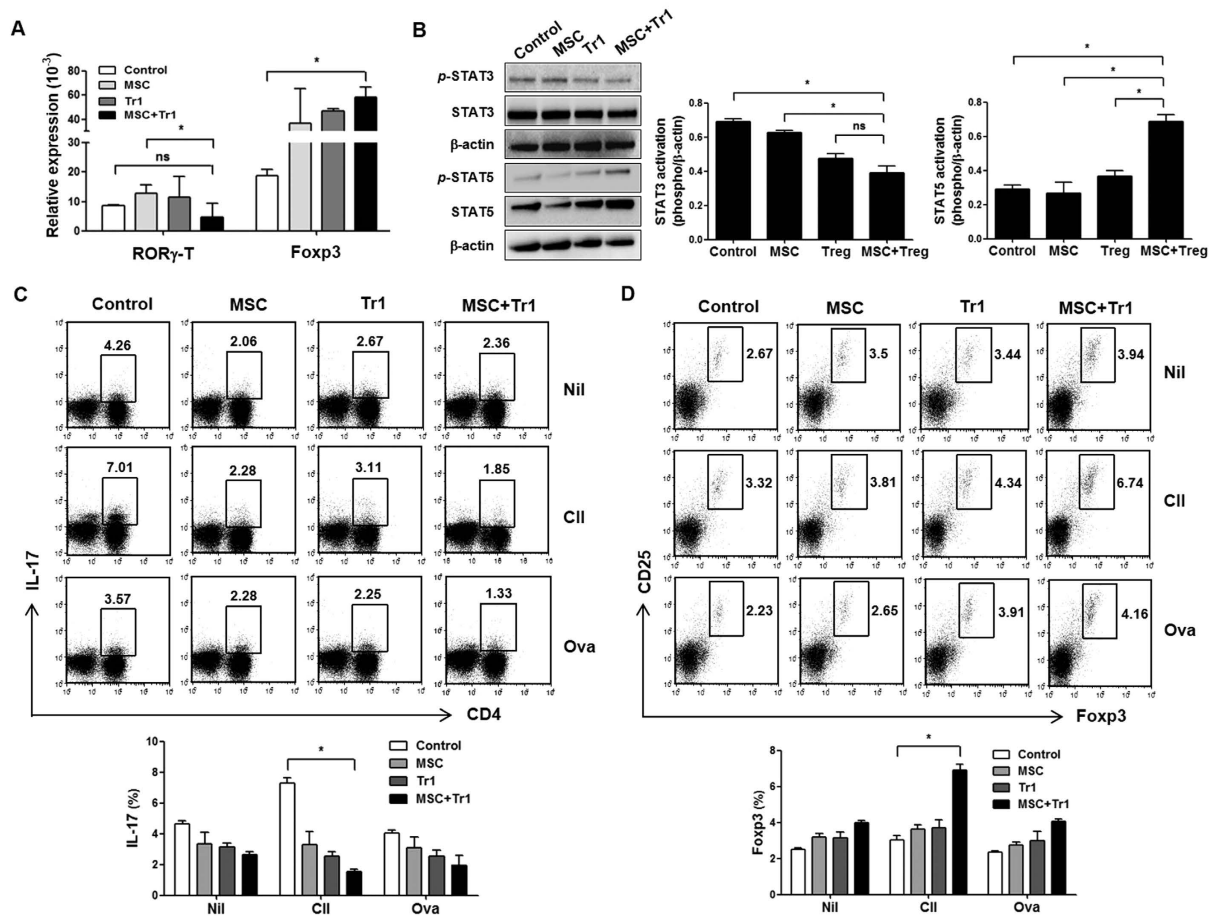 A
Relative expression (10⁻³)
80
60
40
20
10
0
Control
MSC
Tr1
MSC+Tr1
*
ns
*
RORγ-T
Foxp3
B
Control
MSC
Tr1
MSC+Tr1
p-STAT3
STAT3
β-actin
p-STAT5
STAT5
β-actin
STAT3 activation
(phospho/β-actin)
0.8
0.6
0.4
0.2
0.0
*
*
ns
Control
MSC
Treg
MSC+Treg
STAT5 activation
(phospho/β-actin)
0.8
0.6
0.4
0.2
0.0
*
*
*
Control
MSC
Treg
MSC+Treg
C
Control
MSC
Tr1
MSC+Tr1
4.26
2.06
2.67
2.36
Nil
7.01
2.28
3.11
1.85
CII
3.57
2.28
2.25
1.33
Ova
IL-17
CD4
IL-17 (%)
10
8
6
4
2
0
*
Control
MSC
Tr1
MSC+Tr1
Nil
CII
Ova
D
Control
MSC
Tr1
MSC+Tr1
2.67
3.5
3.44
3.94
Nil
3.32
3.81
4.34
6.74
CII
2.23
2.65
3.91
4.16
Ova
CD25
Foxp3
Foxp3 (%)
8
6
4
2
0
*
Control
MSC
Tr1
MSC+Tr1
Nil
CII
Ova